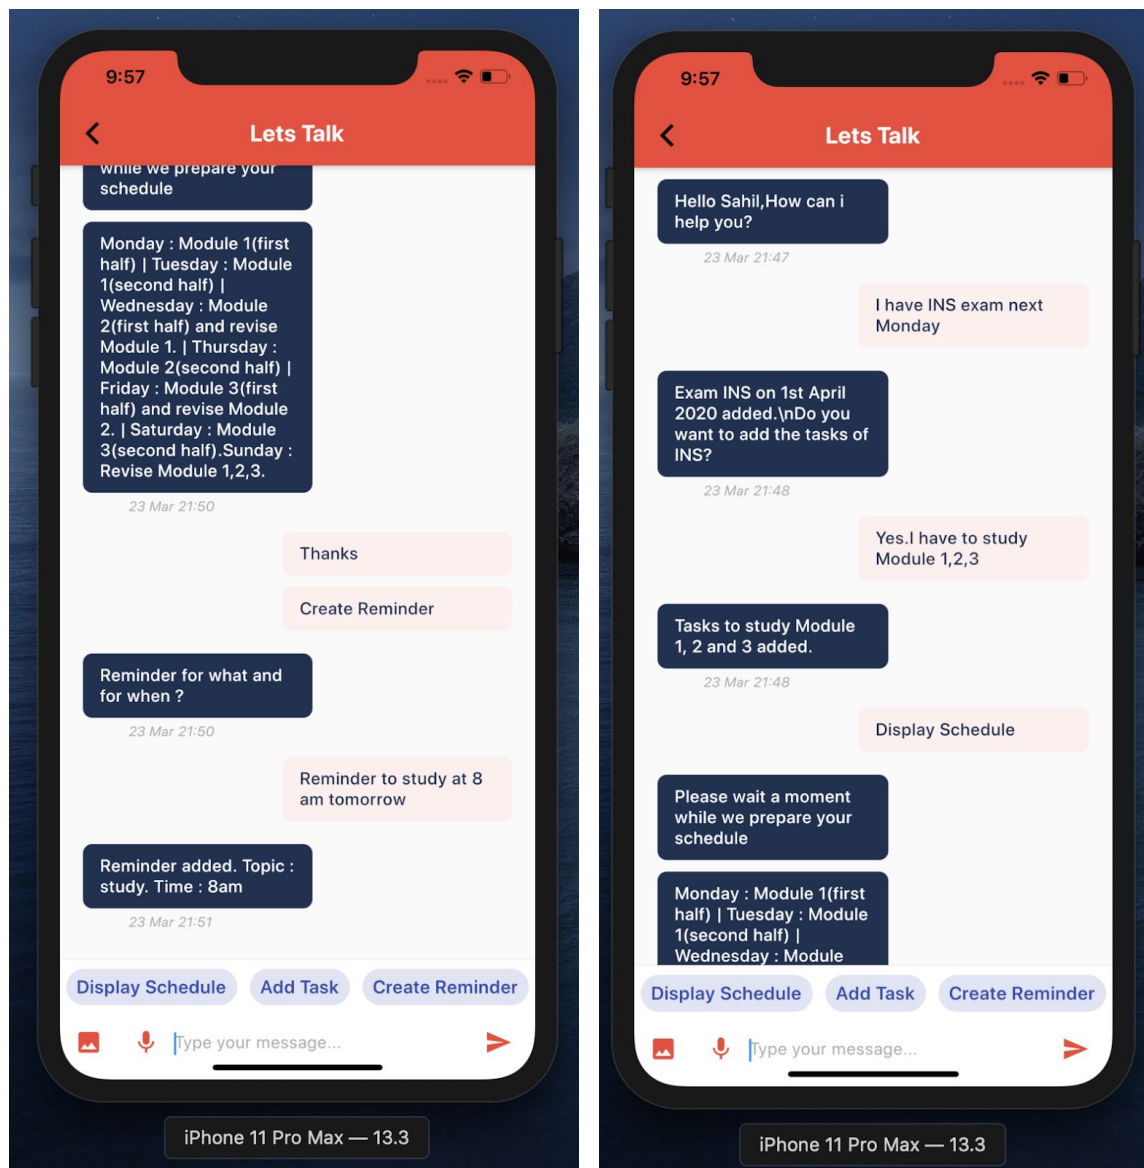 9:57
Lets Talk
while we prepare your
schedule
Monday : Module 1(first
half) | Tuesday : Module
1(second half) |
Wednesday : Module
2(first half) and revise
Module 1. | Thursday :
Module 2(second half) |
Friday : Module 3(first
half) and revise Module
2. | Saturday : Module
3(second half).Sunday :
Revise Module 1,2,3.
23 Mar 21:50
Thanks
Create Reminder
Reminder for what and
for when ?
23 Mar 21:50
Reminder to study at 8
am tomorrow
Reminder added. Topic :
study. Time : 8am
23 Mar 21:51
Display Schedule Add Task Create Reminder
Type your message...
iPhone 11 Pro Max — 13.3
9:57
Lets Talk
Hello Sahil,How can i
help you?
23 Mar 21:47
I have INS exam next
Monday
Exam INS on 1st April
2020 added.\nDo you
want to add the tasks of
INS?
23 Mar 21:48
Yes.I have to study
Module 1,2,3
Tasks to study Module
1, 2 and 3 added.
23 Mar 21:48
Display Schedule
Please wait a moment
while we prepare your
schedule
Monday : Module 1(first
half) | Tuesday : Module
1(second half) |
Wednesday : Module
Display Schedule Add Task Create Reminder
Type your message...
iPhone 11 Pro Max — 13.3